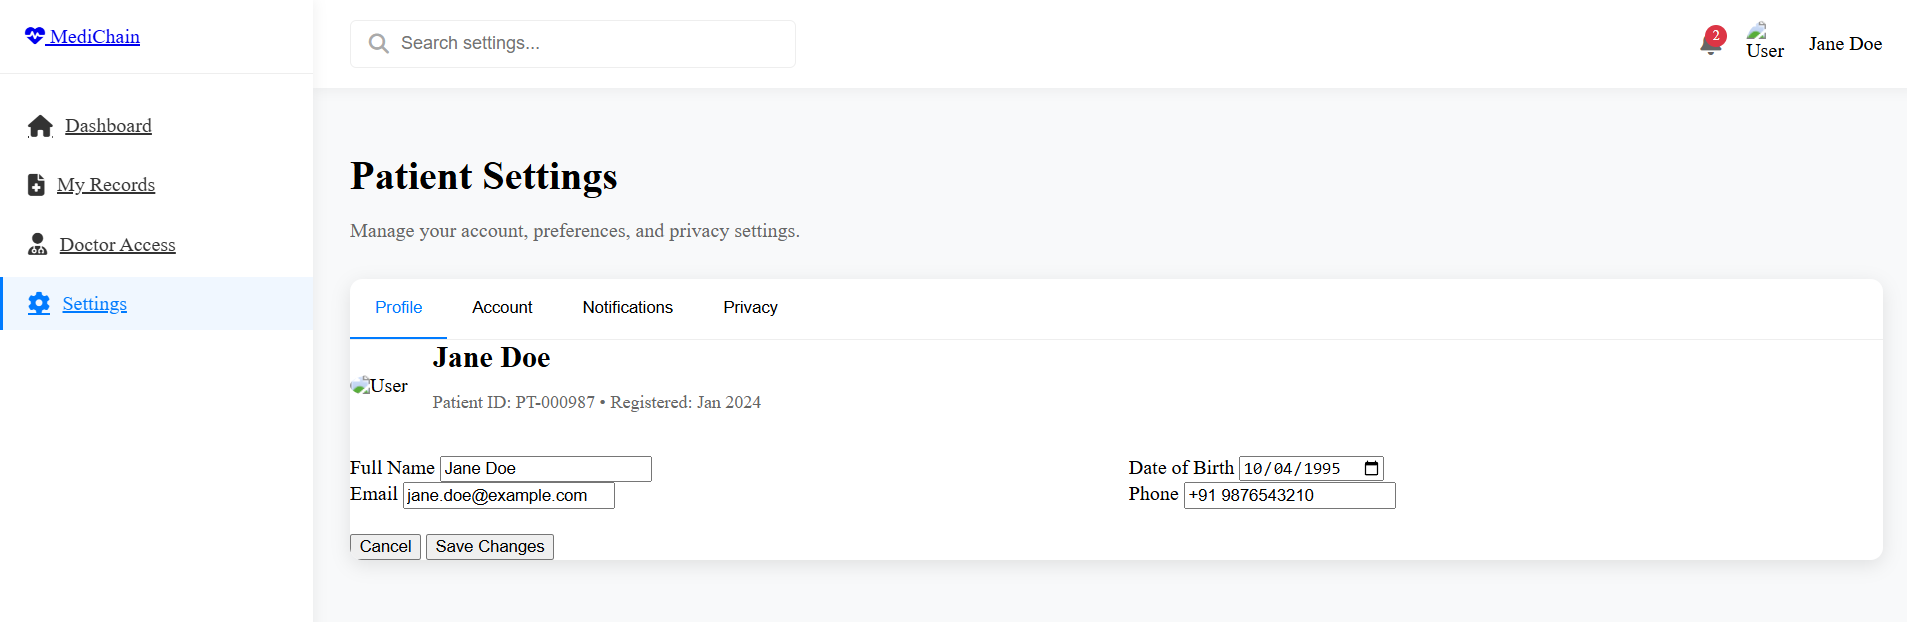 MediChain
Search settings...
2
User
Jane Doe
Dashboard
My Records
Doctor Access
Settings
Patient Settings
Manage your account, preferences, and privacy settings.
Profile Account Notifications Privacy
User
Jane Doe
Patient ID: PT-000987 • Registered: Jan 2024
Full Name Jane Doe
Date of Birth 10/04/1995
Email jane.doe@example.com
Phone +91 9876543210
Cancel Save Changes